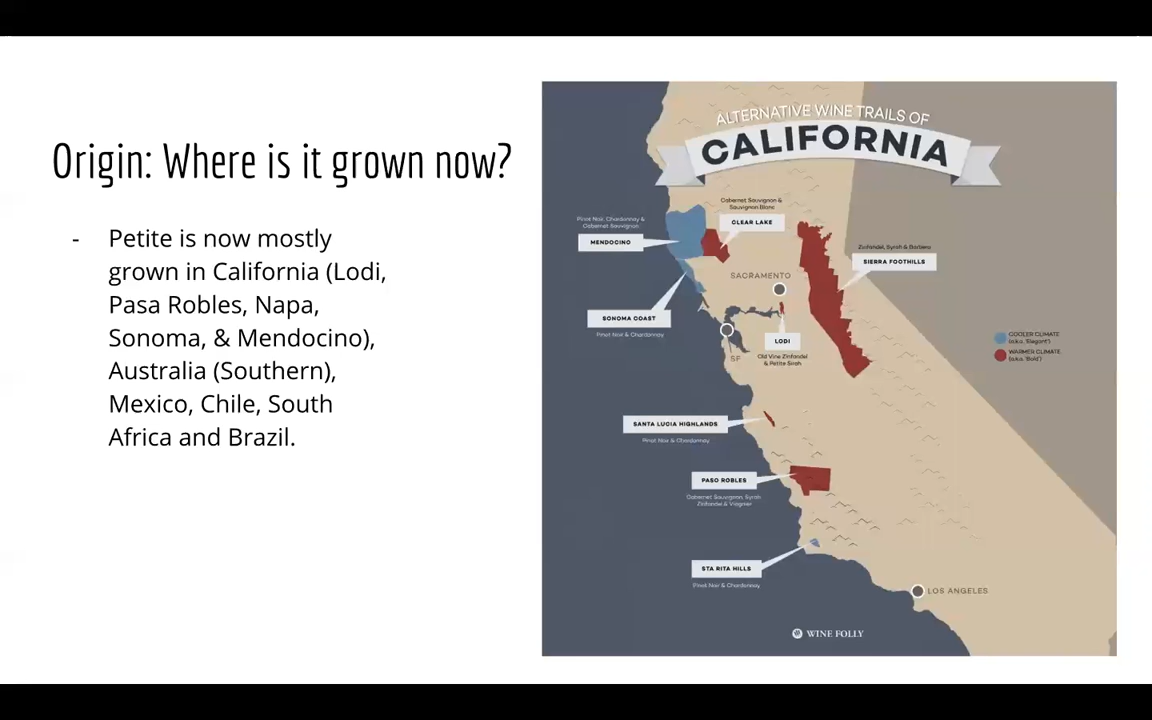 Origin: Where is it grown now?
- Petite is now mostly
grown in California (Lodi,
Pasa Robles, Napa,
Sonoma, & Mendocino),
Australia (Southern),
Mexico, Chile, South
Africa and Brazil.
ALTERNATIVE WINE TRAILS OF
CALIFORNIA
Cabernet Sauvignon &
Sauvignon Blanc
CLEAR LAKE
Pinot Noir, Chardonnay &
Cabernet Sauvignon
MENDOCINO
Zinfandel, Syrah & Barbera
SIERRA FOOTHILLS
SACRAMENTO
SONOMA COAST
Pinot Noir & Chardonnay
SF
LODI
Old Vine Zinfandel
& Petite Sirah
COOLER CLIMATE
(a.k.a. 'Elegant')
WARMER CLIMATE
(a.k.a. 'Bold')
SANTA LUCIA HIGHLANDS
Pinot Noir & Chardonnay
PASO ROBLES
Cabernet Sauvignon, Syrah
Zinfandel & Viognier
STA RITA HILLS
Pinot Noir & Chardonnay
LOS ANGELES
WINE FOLLY